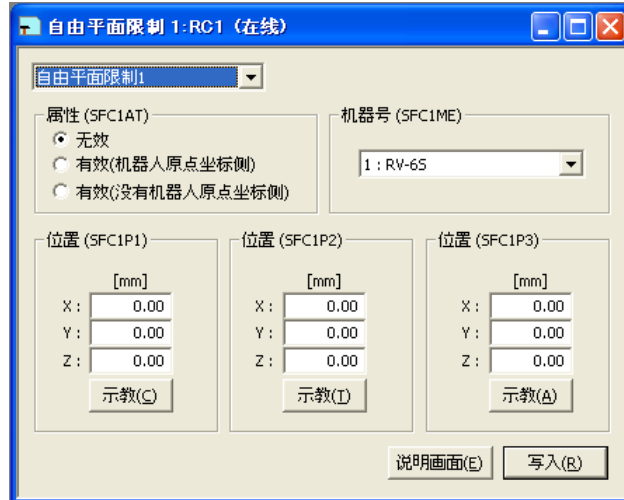 自由平面限制 1:RC1 (在线)
自由平面限制1
属性 (SFC1AT)
无效
有效(机器人原点坐标侧)
有效(没有机器人原点坐标侧)
机器号 (SFC1ME)
1 : RV-6S
位置 (SFC1P1)
[mm]
X : 0.00
Y : 0.00
Z : 0.00
示教(C)
位置 (SFC1P2)
[mm]
X : 0.00
Y : 0.00
Z : 0.00
示教(T)
位置 (SFC1P3)
[mm]
X : 0.00
Y : 0.00
Z : 0.00
示教(A)
说明画面(E)
写入(R)